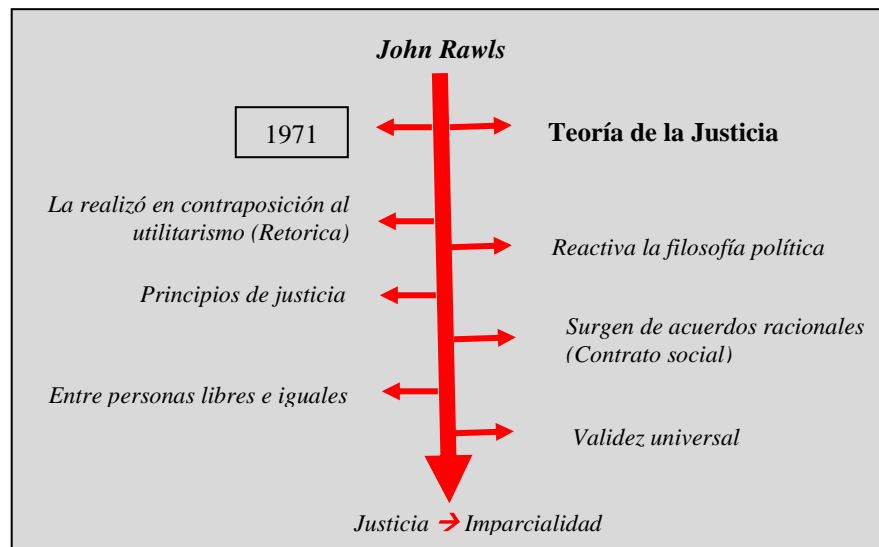 John Rawls
1971
Teoría de la Justicia
La realizó en contraposición al
utilitarismo (Retorica)
Reactiva la filosofía política
Principios de justicia
Surgen de acuerdos racionales
(Contrato social)
Entre personas libres e iguales
Validez universal
Justicia → Imparcialidad